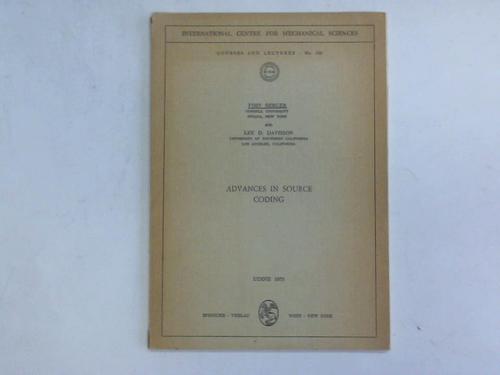 INTERNATIONAL CENTRE FOR MECHANICAL SCIENCES
COURSES AND LECTURES - No.
TOBY BERGER
CORNELL UNIVERSITY
ITHACA, NEW YORK
AND
LEE D. DAVISSON
UNIVERSITY OF SOUTHERN CALIFORNIA
LOS ANGELES, CALIFORNIA
ADVANCES IN SOURCE
CODING
UDINE 1975
SPRINGER - VERLAG WIEN - NEW YORK